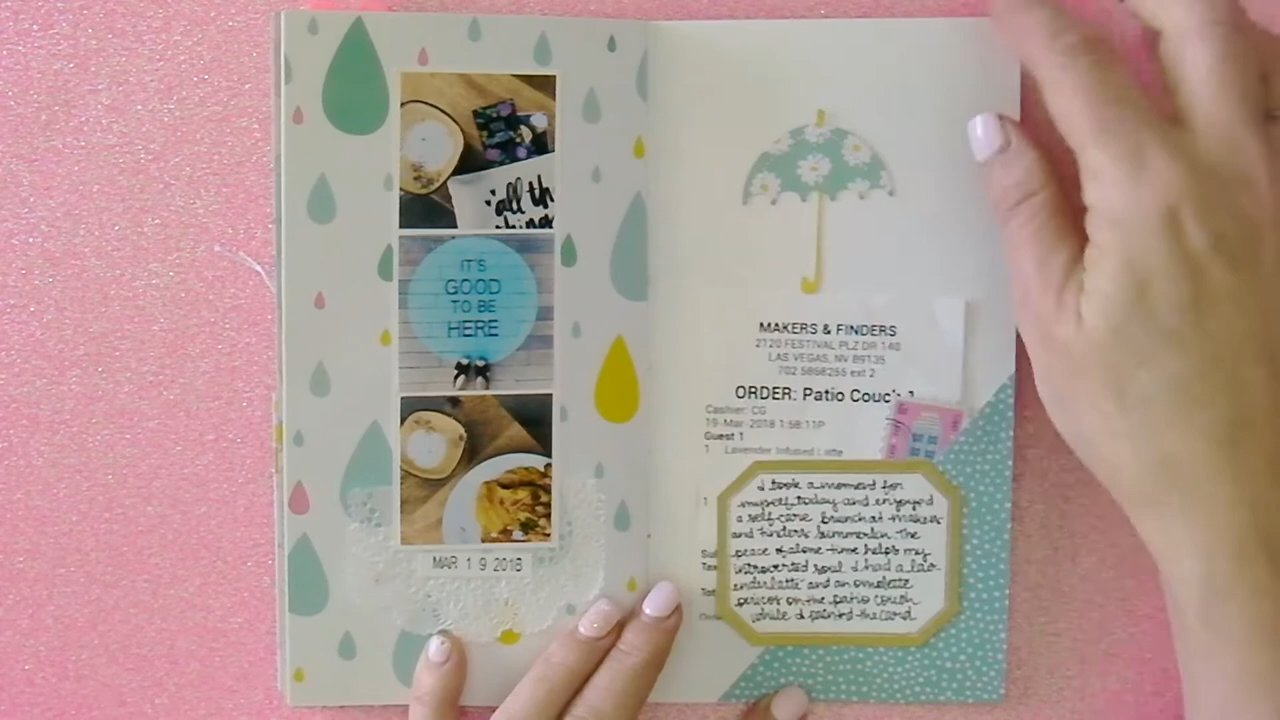 "all th
thing
IT'S
GOOD
TO BE
HERE
MAR 1 9 2018
MAKERS & FINDERS
2120 FESTIVAL PLZ DR 140
LAS VEGAS, NV 89135
702 5868255 ext 2
ORDER: Patio Couch 1
Cashier: CG
19-Mar-2018 1:58:11P
Guest 1
1 Lavender Infused Latte
1
I took a moment for
myself today and enjoyed
a self-care brunch at makers
and finders summerlin. The
peace of alone time helps my
introverted soul. I had a lav-
ender latte and an omelette
on the patio couch
while I painted the card